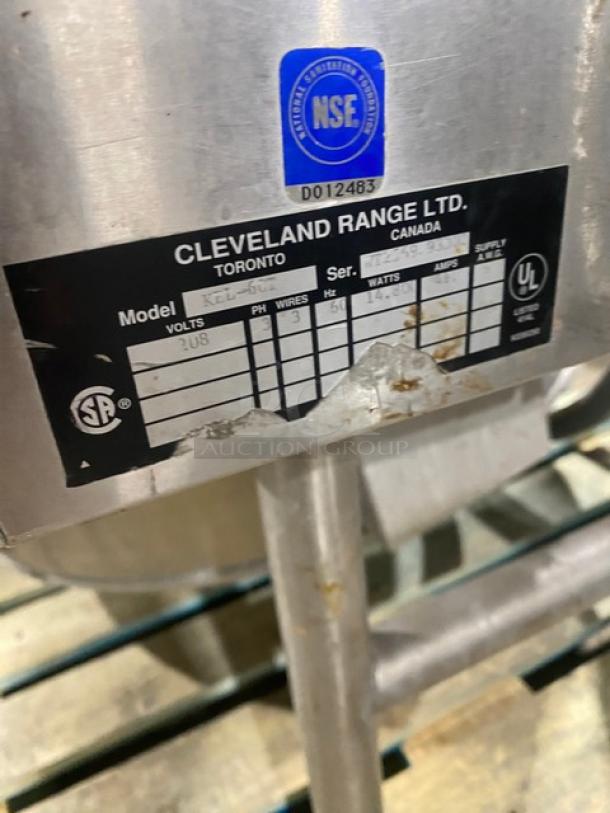 NATIONAL SANITATION FOUNDATION
NSF®
D012483
CLEVELAND RANGE LTD.
TORONTO CANADA
Model Ser.
VOLTS PH WIRES Hz WATTS AMPS SUPPLY A.W.G.
208 3 3 60
SA®
UL
LISTED
AUCTION GROUP